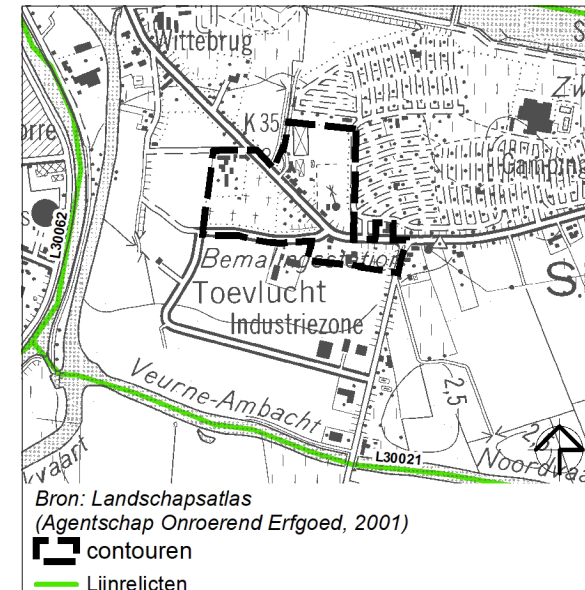 Wittebrug
K 35
Camping
L30062
Bemalingsstation
Toevlucht
Industriezone
S
Veurne-Ambacht
2,5
L30021
Bron: Landschapsatlas
(Agentschap Onroerend Erfgoed, 2001)
contouren
Lijnrelicten